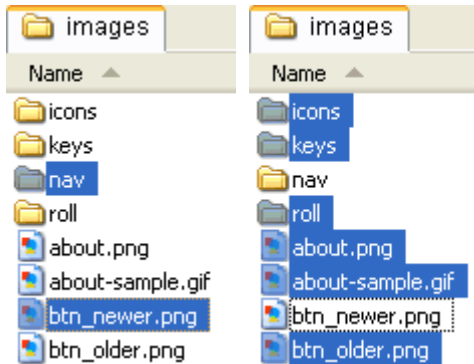 images
Name
icons
keys
nav
roll
about.png
about-sample.gif
btn_newer.png
btn_older.png
images
Name
icons
keys
nav
roll
about.png
about-sample.gif
btn_newer.png
btn_older.png